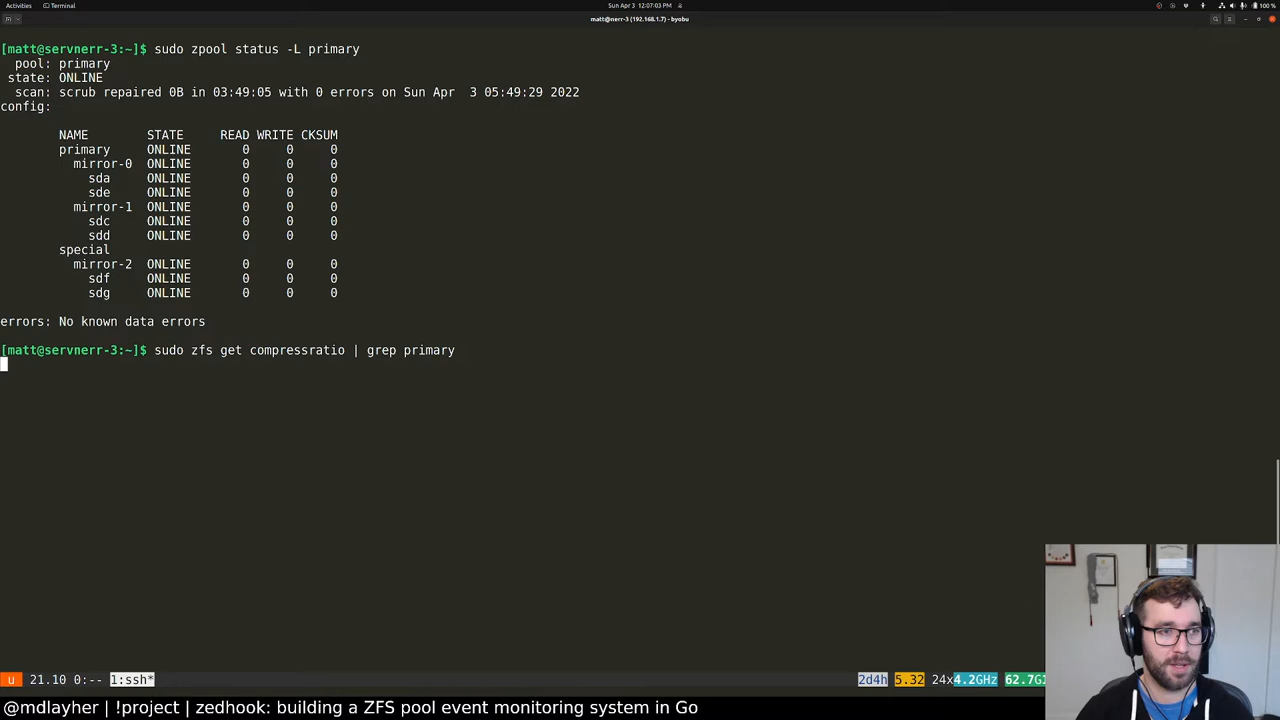 Activities
Terminal
Sun Apr 3 12:07:03 PM
100 %
matt@nerr-3 (192.168.1.7) - byobu
[matt@servnerr-3:~]$ sudo zpool status -L primary
pool: primary
state: ONLINE
scan: scrub repaired 0B in 03:49:05 with 0 errors on Sun Apr 3 05:49:29 2022
config:
NAME STATE READ WRITE CKSUM
primary ONLINE 0 0 0
mirror-0 ONLINE 0 0 0
sda ONLINE 0 0 0
sde ONLINE 0 0 0
mirror-1 ONLINE 0 0 0
sdc ONLINE 0 0 0
sdd ONLINE 0 0 0
special
mirror-2 ONLINE 0 0 0
sdf ONLINE 0 0 0
sdg ONLINE 0 0 0
errors: No known data errors
[matt@servnerr-3:~]$ sudo zfs get compressratio | grep primary
u 21.10 0:-- 1:ssh* 2d4h 5.32 24x4.2GHz
@mdlayher | !project | zedhook: building a ZFS pool event monitoring system in Go